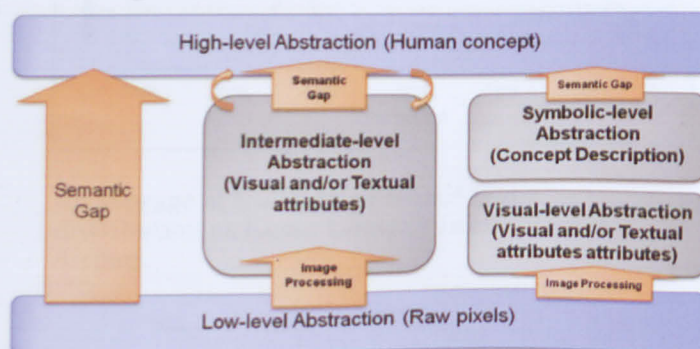 High-level Abstraction (Human concept)
Semantic
Gap
Semantic
Gap
Intermediate-level
Abstraction
(Visual and/or Textual
attributes)
Image
Processing
Semantic Gap
Symbolic-level
Abstraction
(Concept Description)
Visual-level Abstraction
(Visual and/or Textual
attributes attributes)
Image Processing
Low-level Abstraction (Raw pixels)